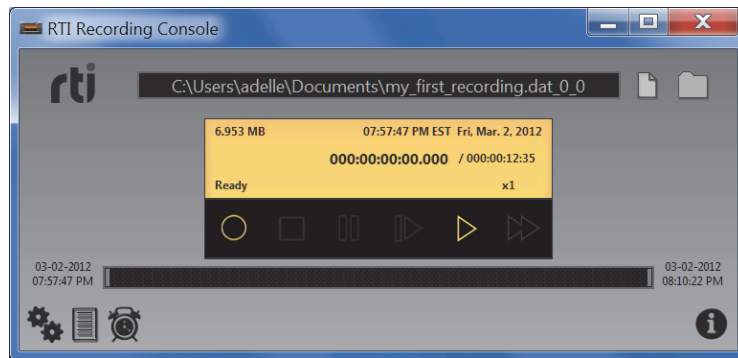 RTI Recording Console
rti
C:\Users\adelle\Documents\my_first_recording.dat_0_0
6.953 MB 07:57:47 PM EST Fri, Mar. 2, 2012
000:00:00:00.000 / 000:00:12:35
Ready x1
03-02-2012 03-02-2012
07:57:47 PM 08:10:22 PM